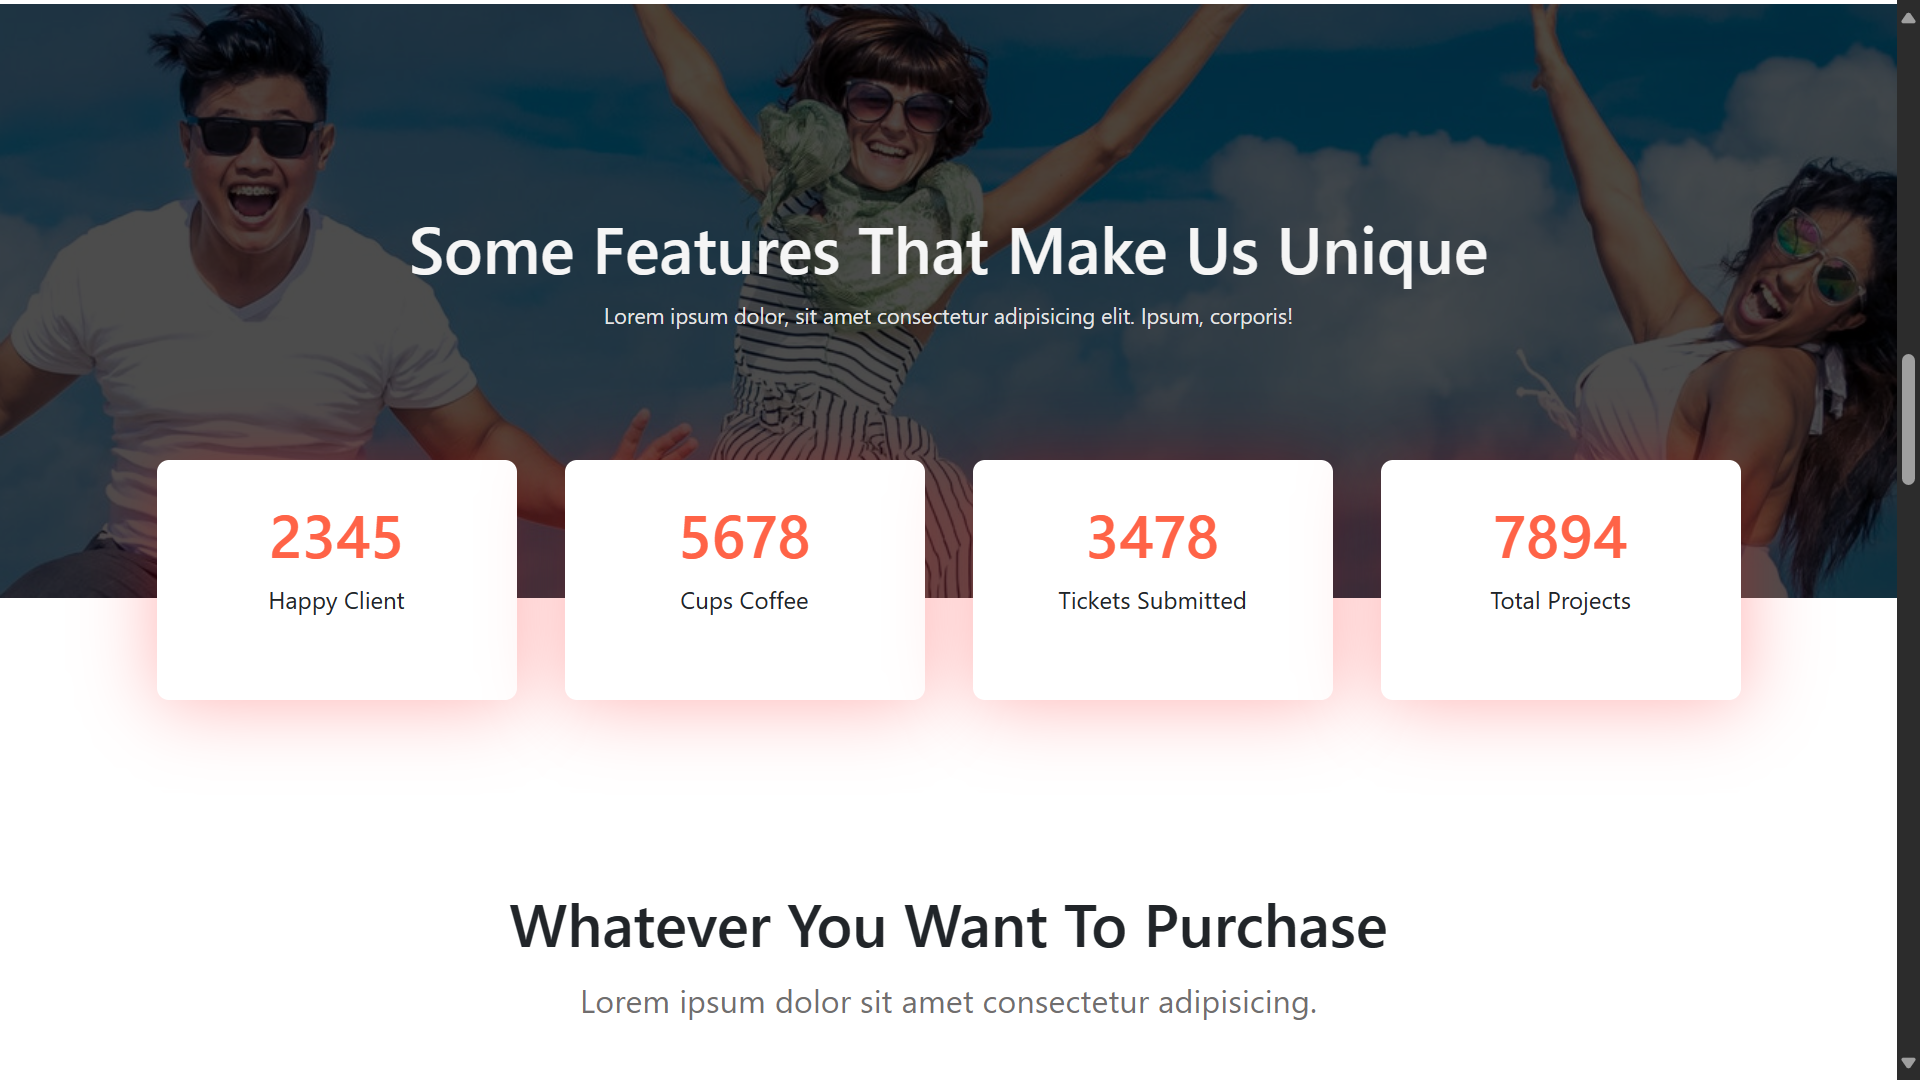 Some Features That Make Us Unique
Lorem ipsum dolor, sit amet consectetur adipisicing elit. Ipsum, corporis!
2345
Happy Client
5678
Cups Coffee
3478
Tickets Submitted
7894
Total Projects
Whatever You Want To Purchase
Lorem ipsum dolor sit amet consectetur adipisicing.